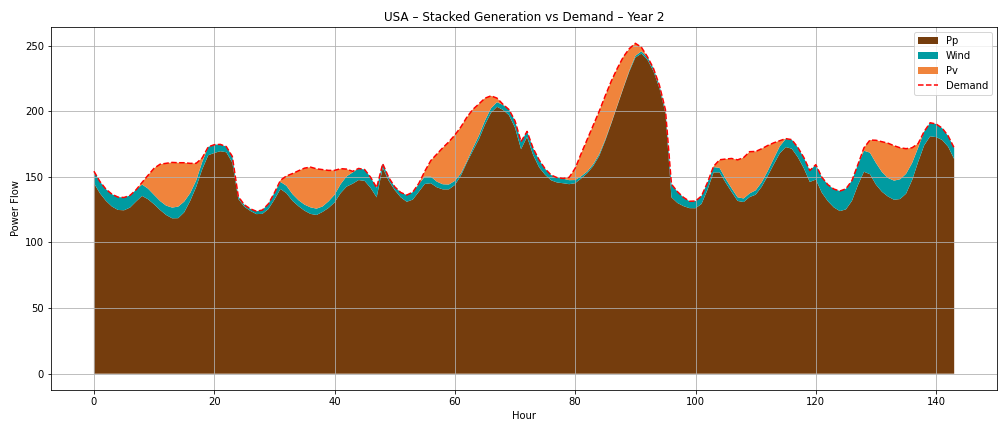 USA – Stacked Generation vs Demand – Year 2
Pp
Wind
Pv
Demand
Power Flow
250
200
150
100
50
0
0 20 40 60 80 100 120 140
Hour